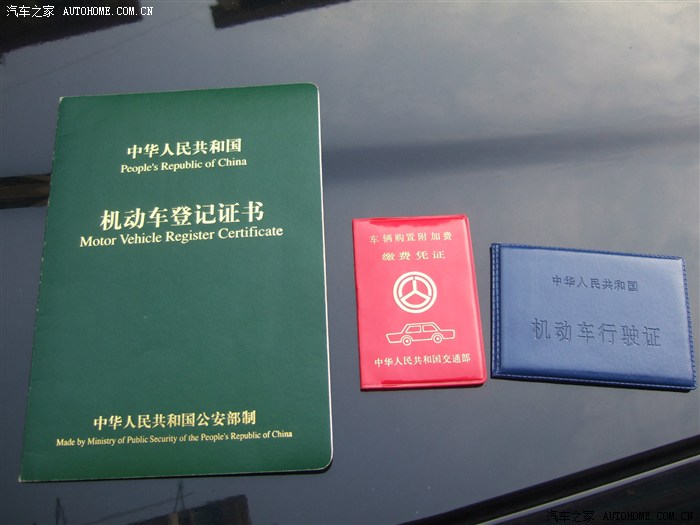 汽车之家 AUTOHOME.COM.CN
中华人民共和国
People's Republic of China
机动车登记证书
Motor Vehicle Register Certificate
中华人民共和国公安部制
Made by Ministry of Public Security of the People's Republic of China
车辆购置附加费
缴费凭证
中华人民共和国交通部
中华人民共和国
机动车行驶证
汽车之家 AUTOHOME.COM.CN